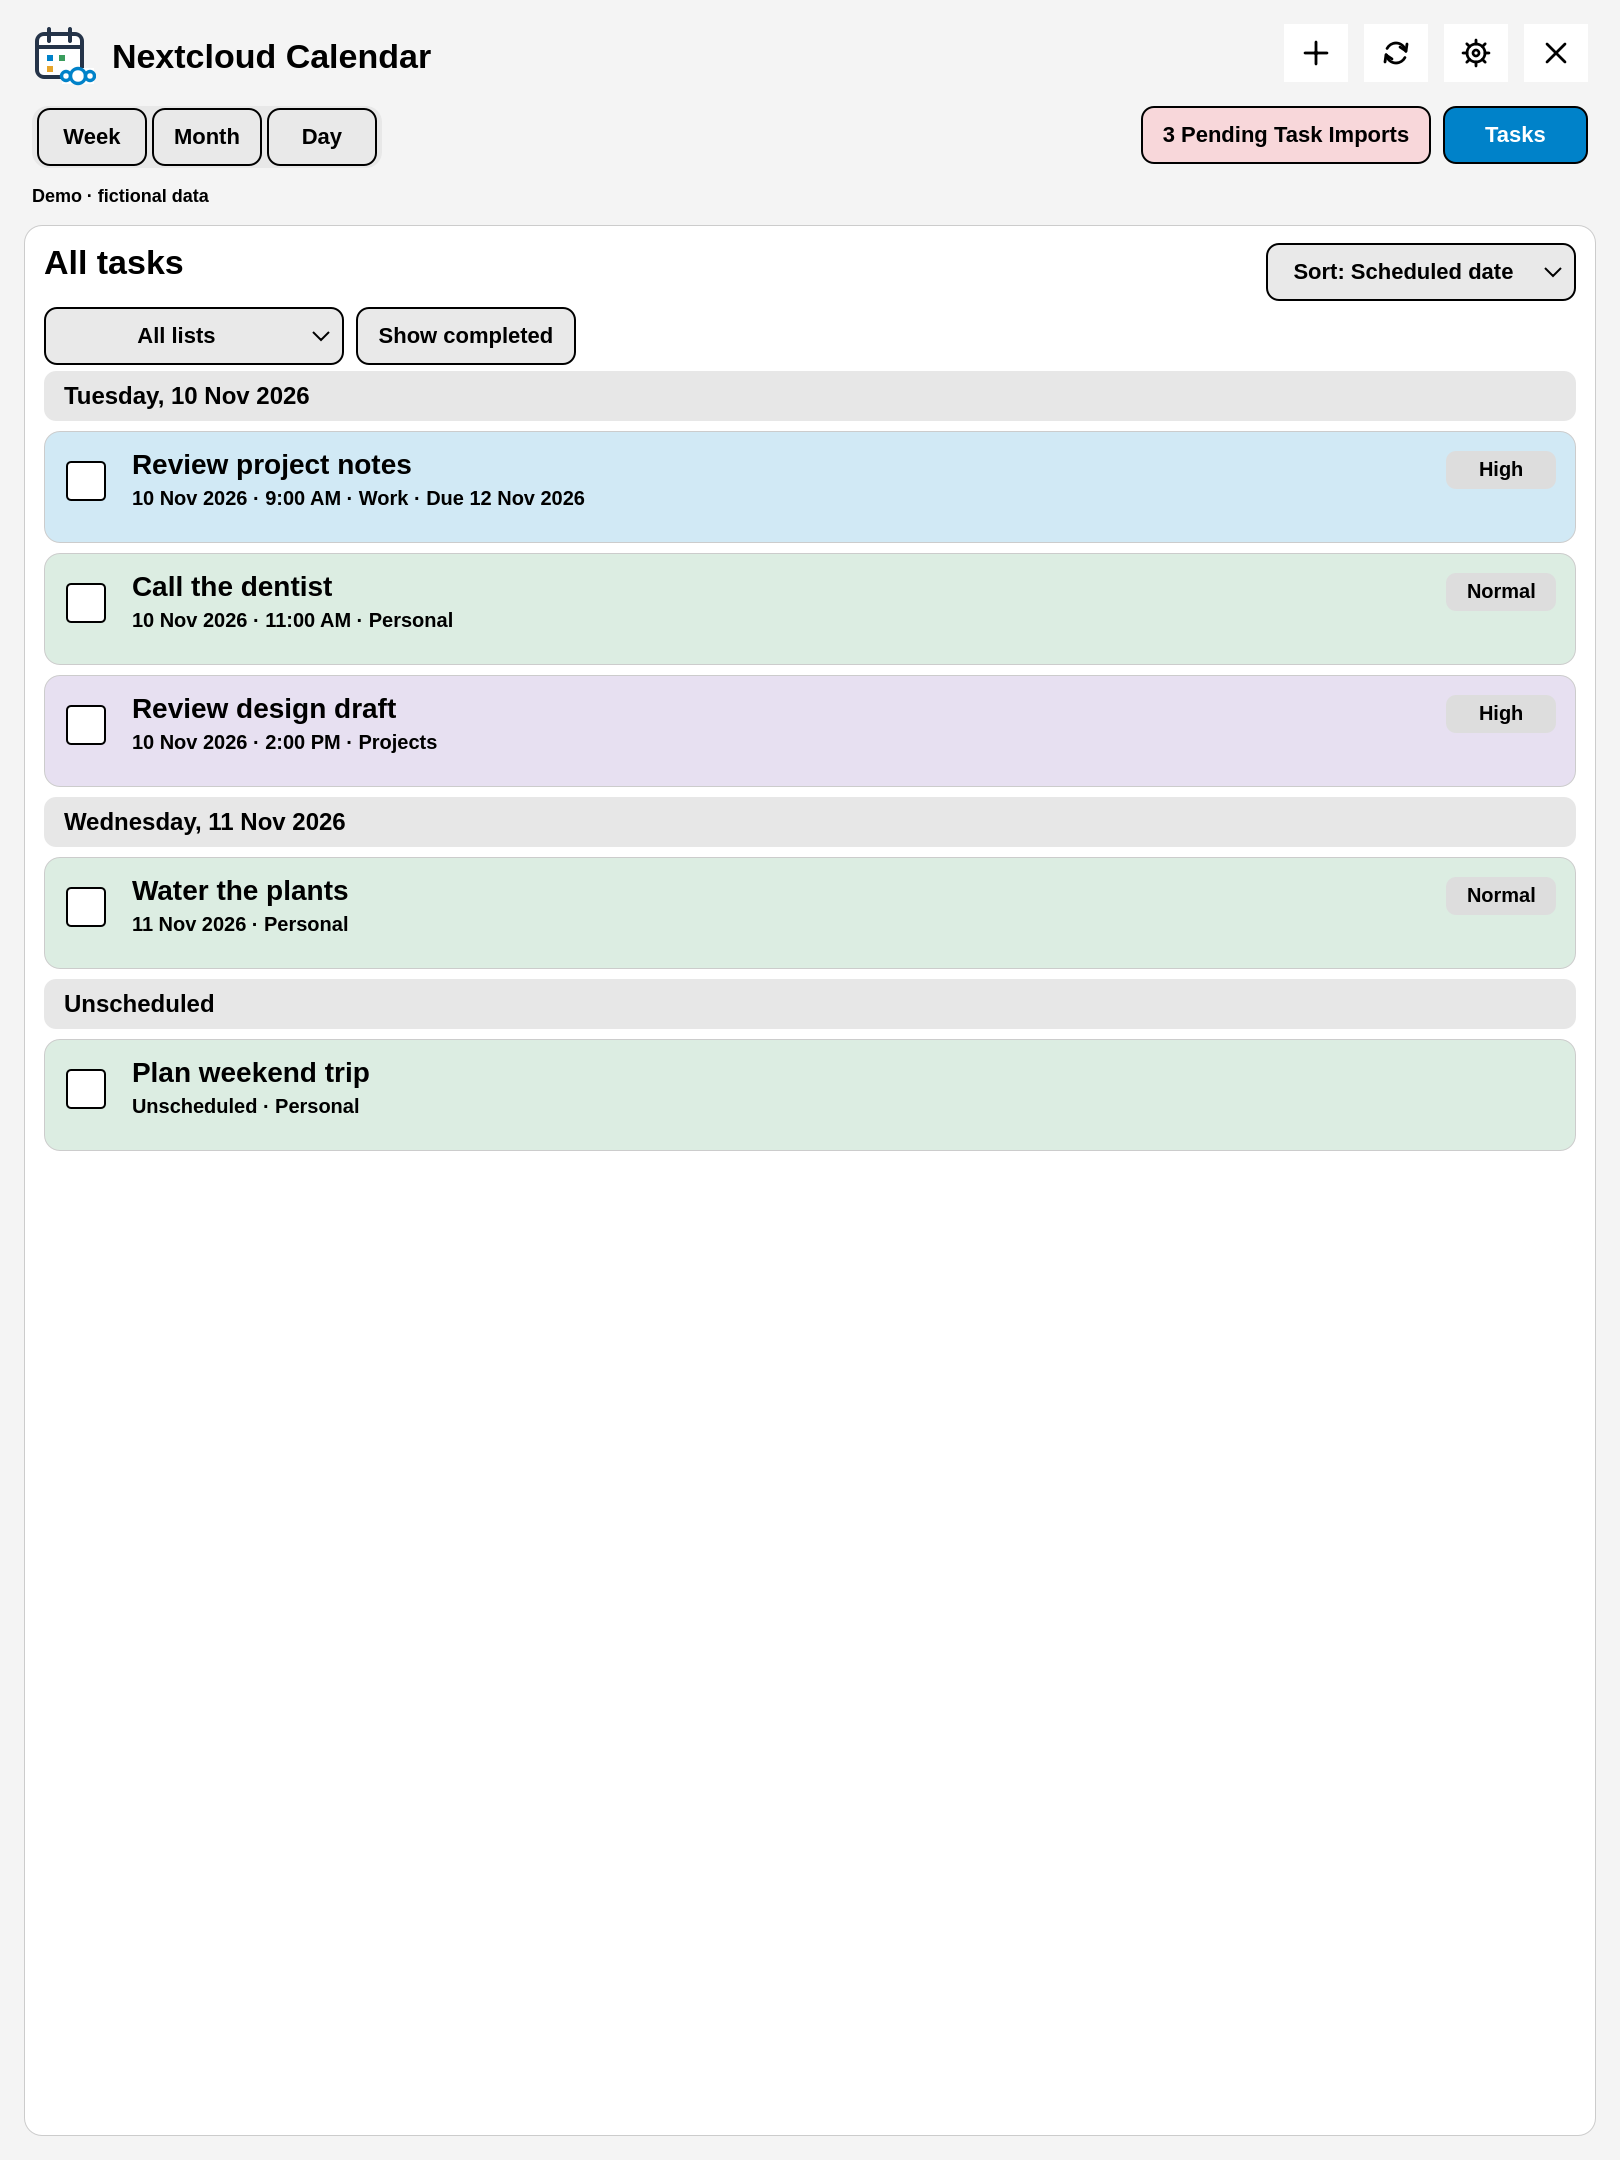 Nextcloud Calendar
Week Month Day
3 Pending Task Imports Tasks
Demo · fictional data
All tasks
Sort: Scheduled date
All lists Show completed
Tuesday, 10 Nov 2026
Review project notes
High
10 Nov 2026 · 9:00 AM · Work · Due 12 Nov 2026
Call the dentist
Normal
10 Nov 2026 · 11:00 AM · Personal
Review design draft
High
10 Nov 2026 · 2:00 PM · Projects
Wednesday, 11 Nov 2026
Water the plants
Normal
11 Nov 2026 · Personal
Unscheduled
Plan weekend trip
Unscheduled · Personal